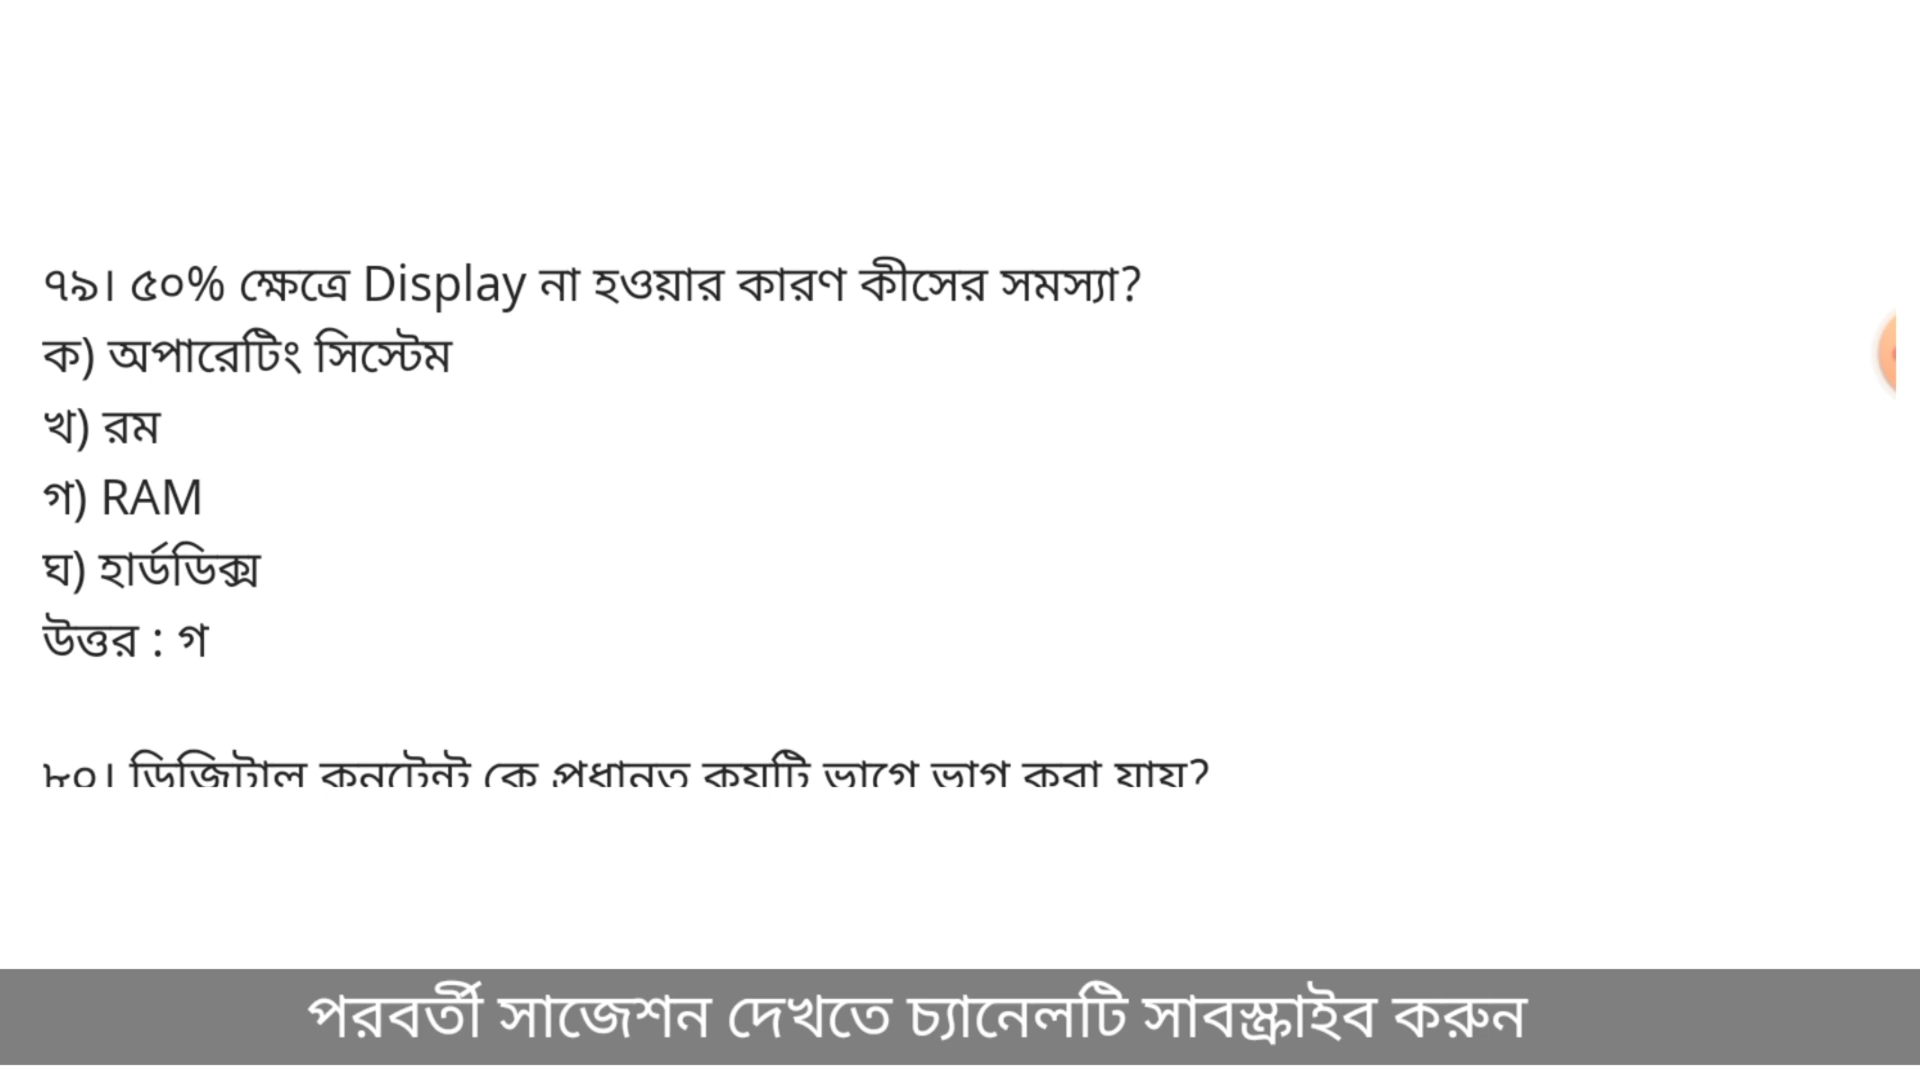 ৭৯। ৫০% ক্ষেত্রে Display না হওয়ার কারণ কীসের সমস্যা?
ক) অপারেটিং সিস্টেম
খ) রম
গ) RAM
ঘ) হার্ডডিক্স
উত্তর : গ
৮০। ডিজিটাল কনটেন্ট কে প্রধানত কয়টি ভাগে ভাগ করা যায়?
পরবর্তী সাজেশন দেখতে চ্যানেলটি সাবস্ক্রাইব করুন